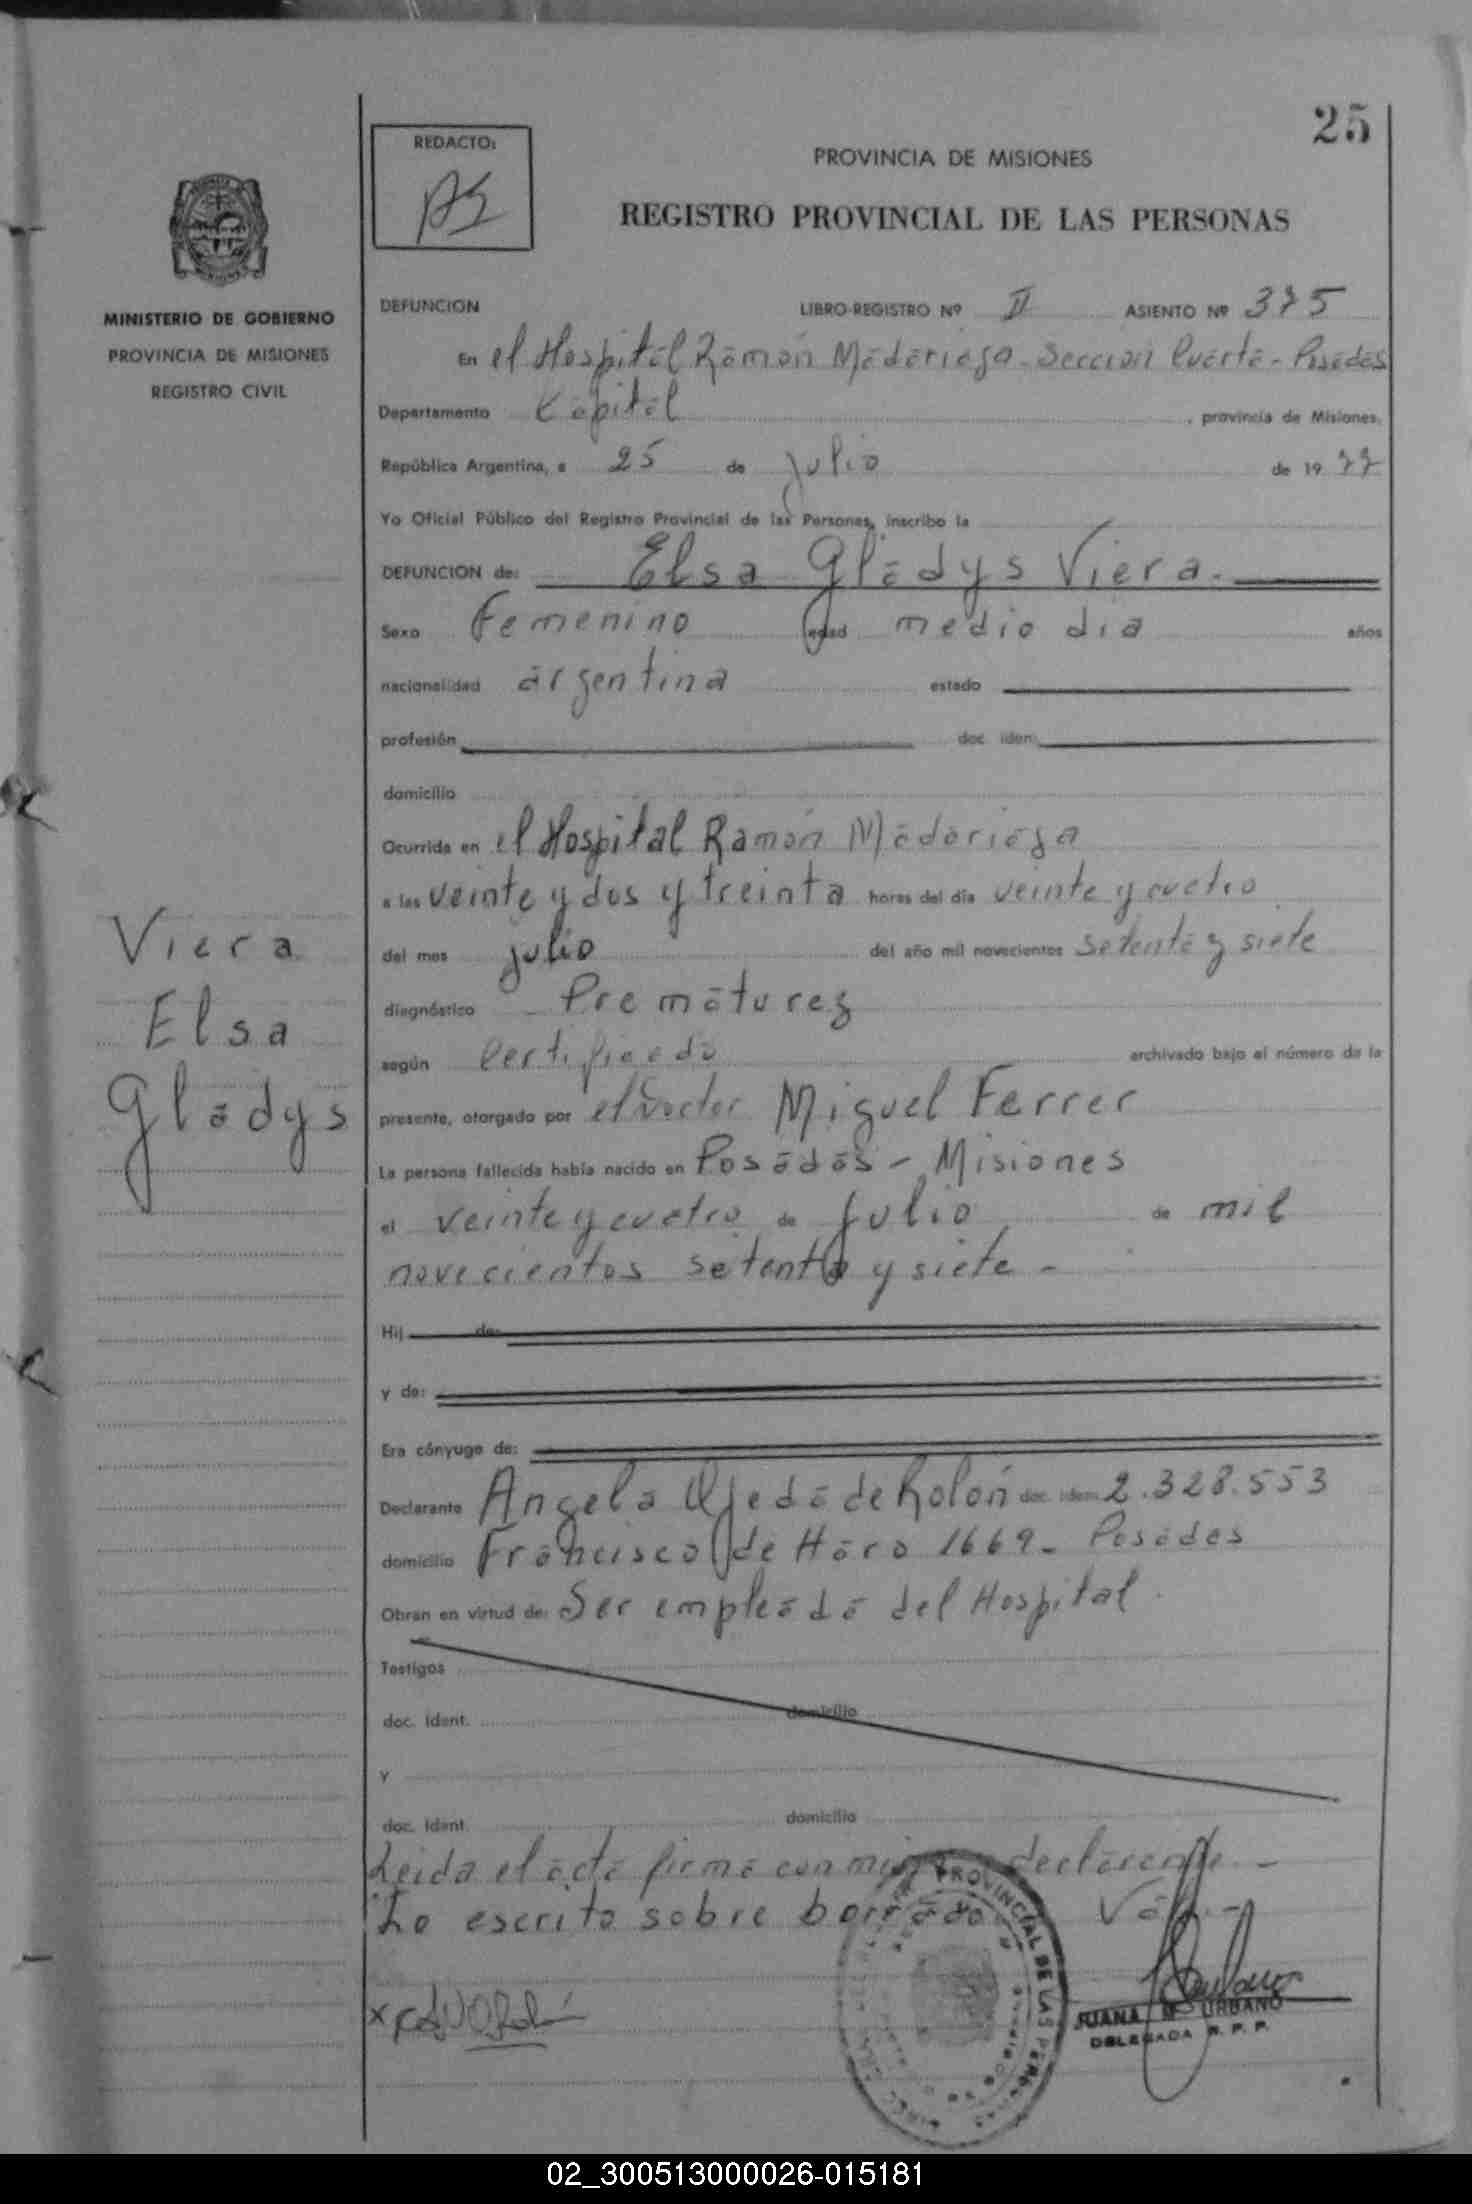 25
REDACTO:
PROVINCIA DE MISIONES
REGISTRO PROVINCIAL DE LAS PERSONAS
MINISTERIO DE GOBIERNO
PROVINCIA DE MISIONES
REGISTRO CIVIL
DEFUNCION LIBRO-REGISTRO Nº II ASIENTO Nº 375
En el Hospital Ramón Madariaga - Sección Cuarta - Posadas
Departamento Capital, provincia de Misiones,
República Argentina, a 25 de julio de 1977
Yo Oficial Público del Registro Provincial de las Personas, inscribo la
DEFUNCION de: Elsa Gladys Viera.
Sexo femenino edad medio dia años
nacionalidad argentina estado
profesión doc. iden.
domicilio
Ocurrida en el Hospital Ramón Madariaga
a las veinte y dos y treinta horas del día veinte y cuatro
del mes julio del año mil novecientos setenta y siete
diagnóstico Prematurez
según certificado archivado bajo el número de la
presente, otorgado por el Doctor Miguel Ferrer
La persona fallecida había nacido en Posadas - Misiones
el veinte y cuatro de julio de mil
novecientos setenta y siete -
Hij de:
y de:
Era cónyuge de:
Declarante Angela Ojeda de Rolón doc. iden. 2.328.553
domicilio Francisco de Haro 1669 - Posadas
Obran en virtud de: Ser empleada del Hospital.
Testigos
doc. ident. domicilio
Y
doc. ident. domicilio
Leida el acta firma con migo declarante. -
Lo escrito sobre borrado Vale. -
Viera
Elsa
Gladys
PROVINCIAL DE LAS PERSONAS
JUANA M. URBANO
DELEGADA R. P. P.
02_300513000026-015181